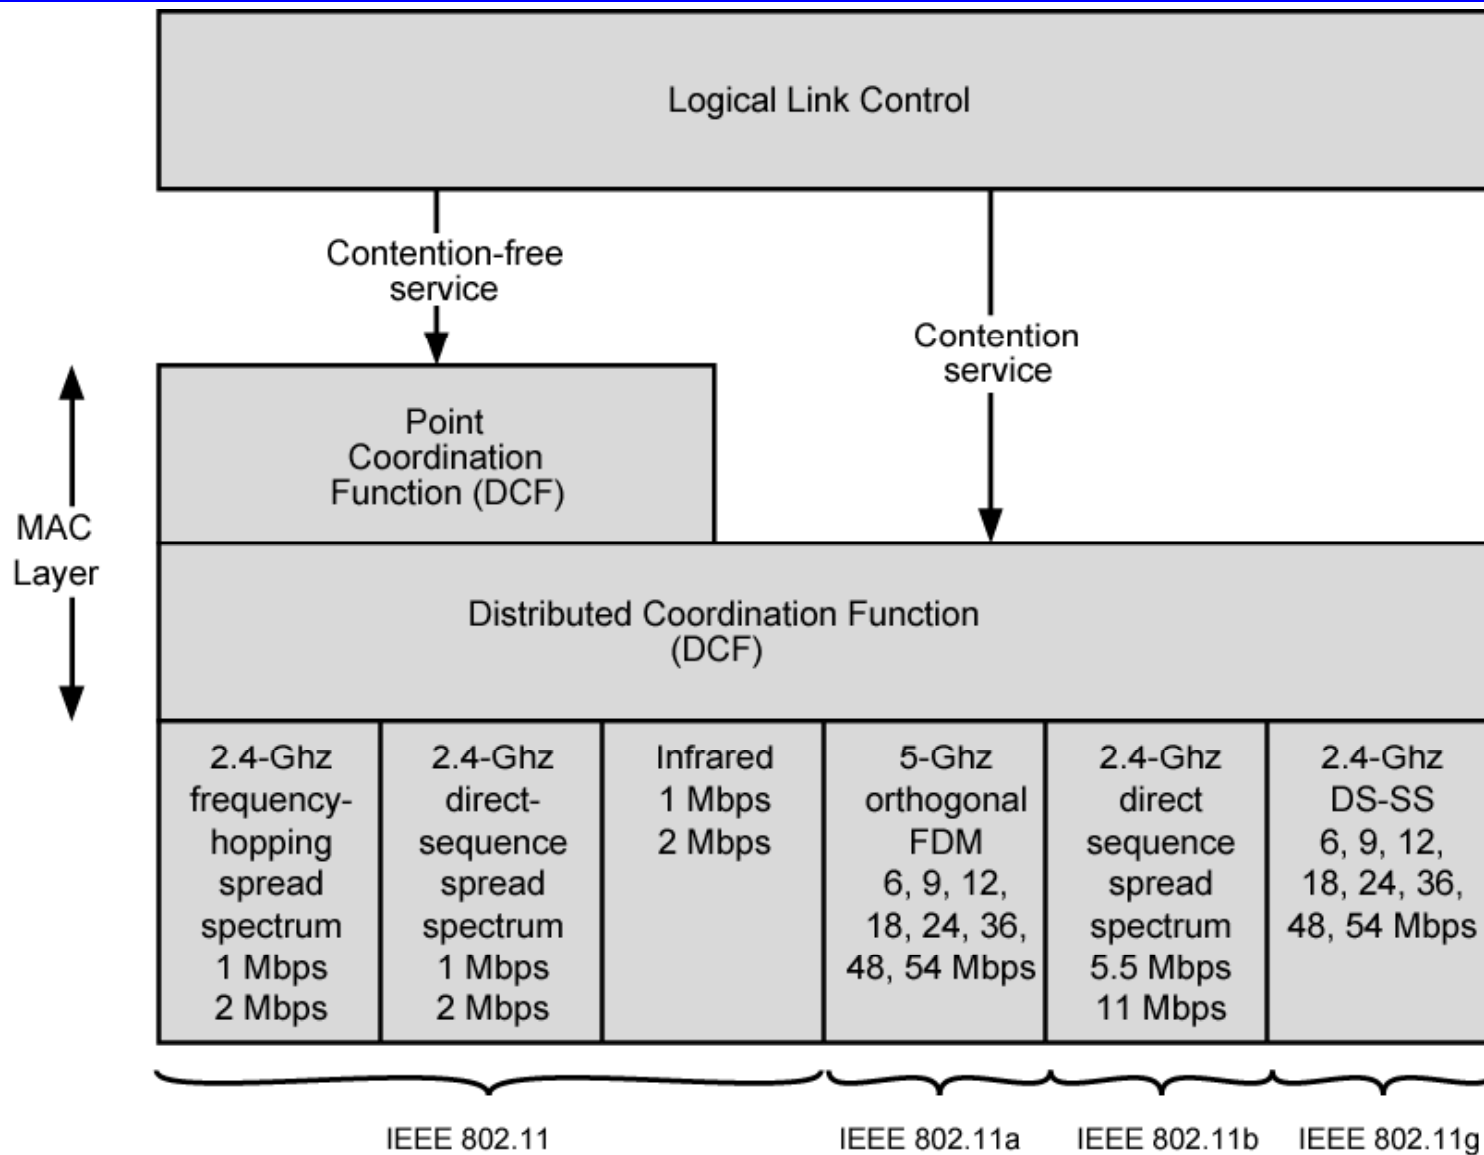 Logical Link Control
Contention-free
service
Contention
service
Point
Coordination
Function (DCF)
MAC
Layer
Distributed Coordination Function
(DCF)
2.4-Ghz
frequency-
hopping
spread
spectrum
1 Mbps
2 Mbps
2.4-Ghz
direct-
sequence
spread
spectrum
1 Mbps
2 Mbps
Infrared
1 Mbps
2 Mbps
5-Ghz
orthogonal
FDM
6, 9, 12,
18, 24, 36,
48, 54 Mbps
2.4-Ghz
direct
sequence
spread
spectrum
5.5 Mbps
11 Mbps
2.4-Ghz
DS-SS
6, 9, 12,
18, 24, 36,
48, 54 Mbps
IEEE 802.11
IEEE 802.11a
IEEE 802.11b
IEEE 802.11g